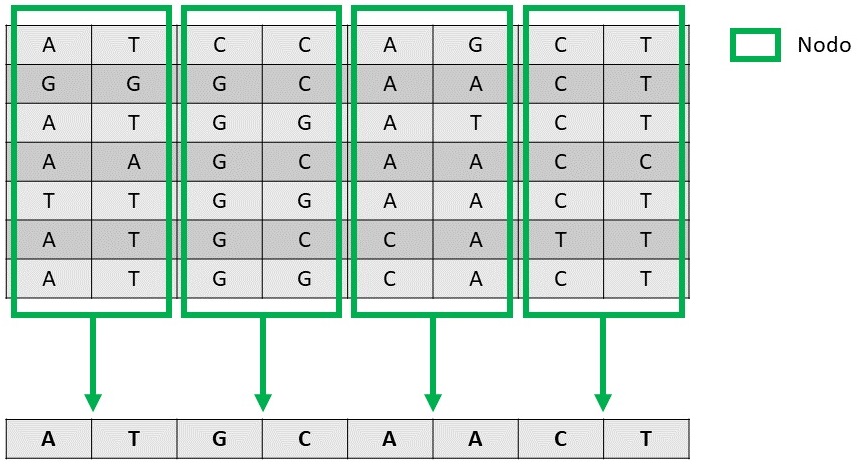 A T C C A G C T
G G G C A A C T
A T G G A T C T
A A G C A A C C
T T G G A A C T
A T G C C A T T
A T G G C A C T
A T G C A A C T
Nodo